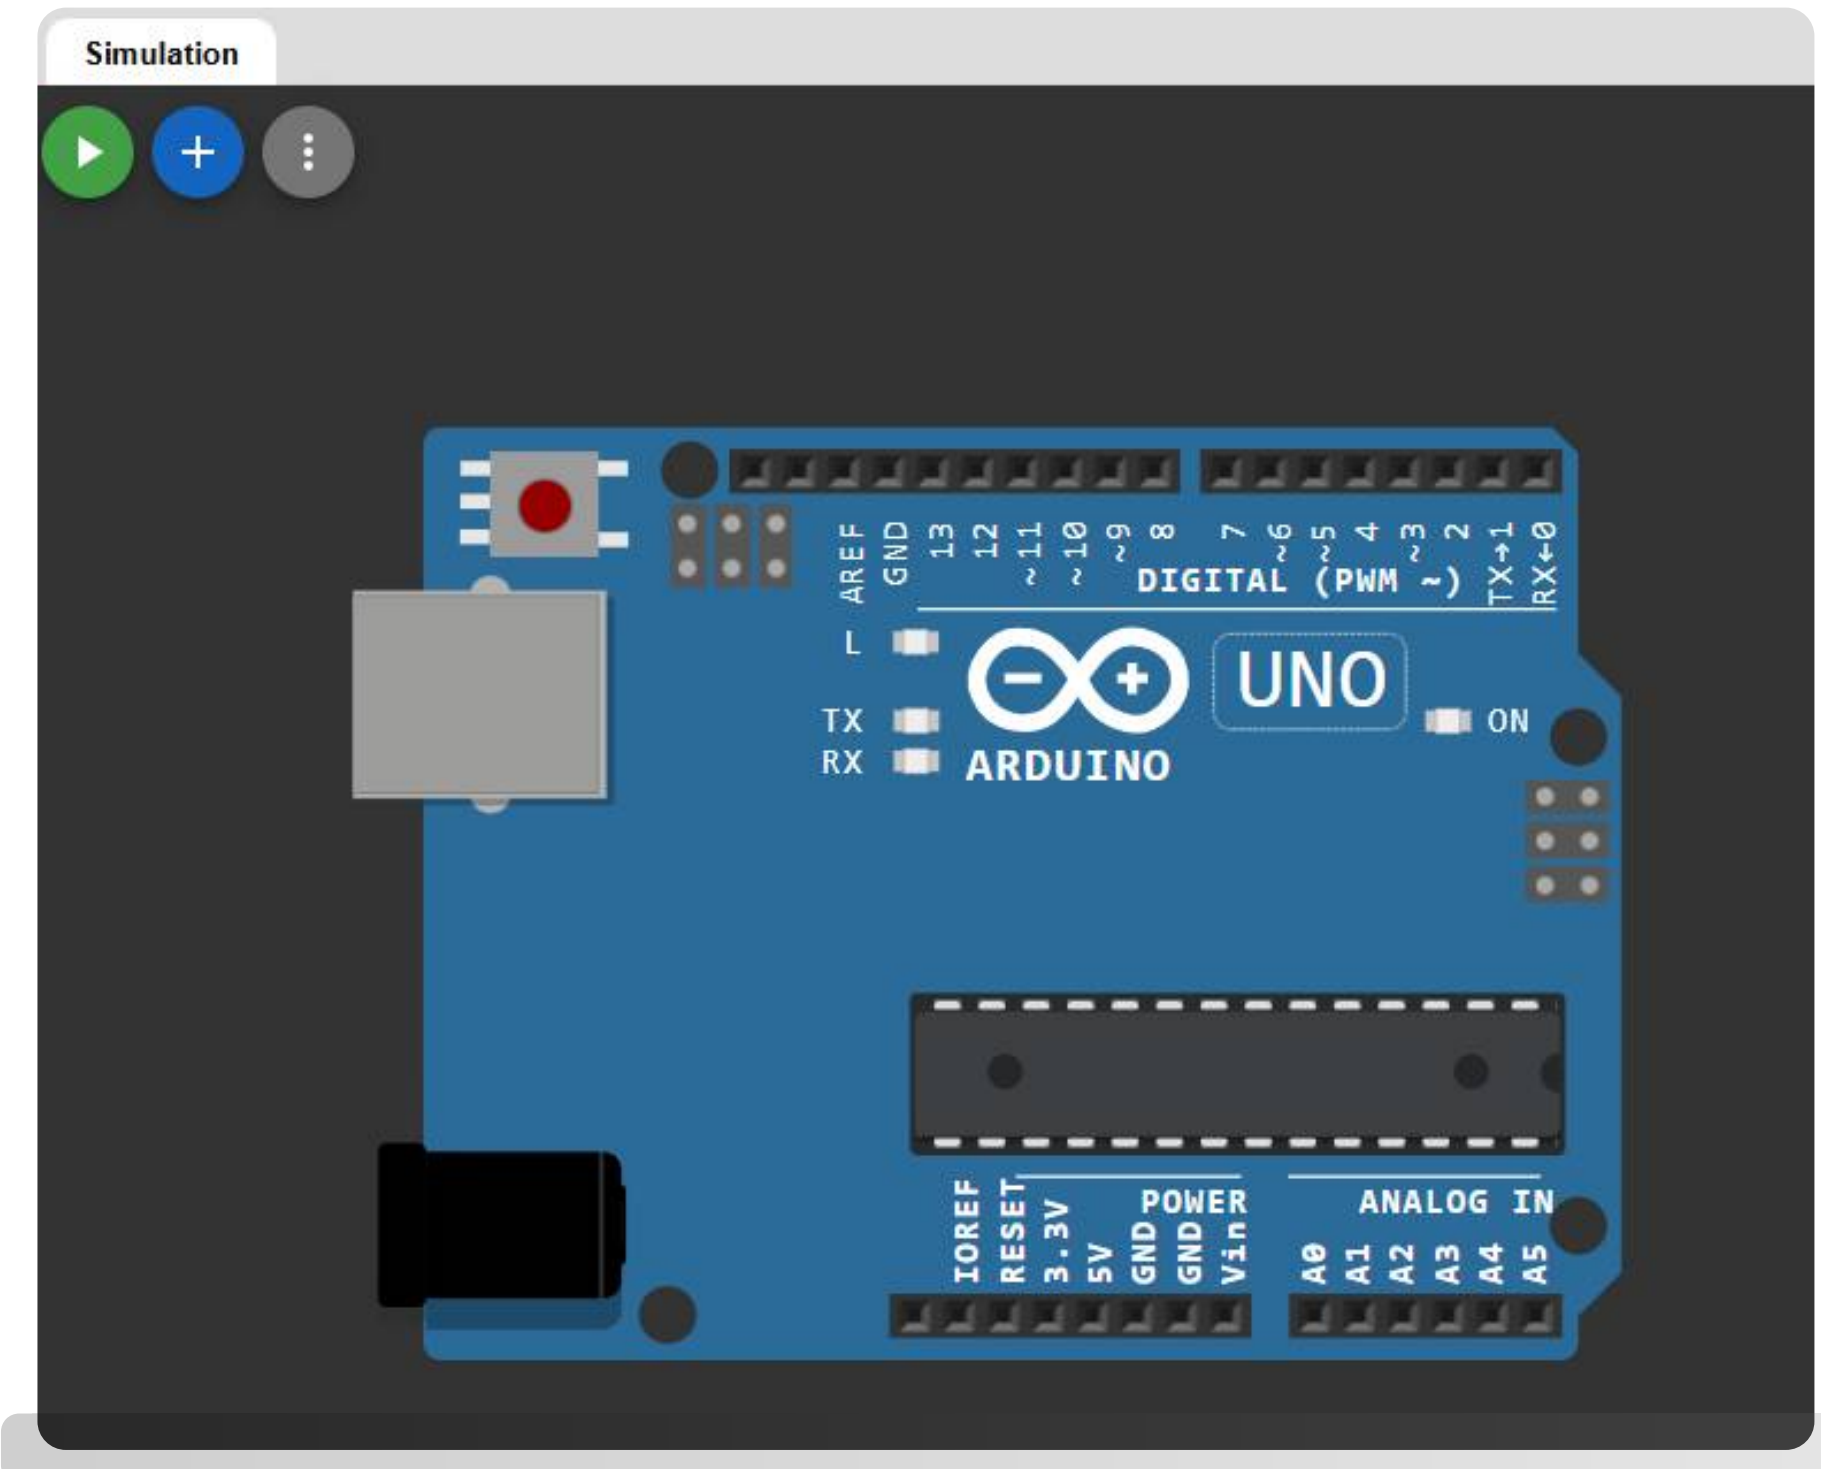 Simulation
AREF
GND
13
12
~11
~10
~9
8
7
~6
~5
4
~3
2
TX→1
RX←0
DIGITAL (PWM ~)
L
UNO
TX
ON
RX
ARDUINO
POWER
ANALOG IN
IOREF
RESET
3.3V
5V
GND
GND
Vin
A0
A1
A2
A3
A4
A5